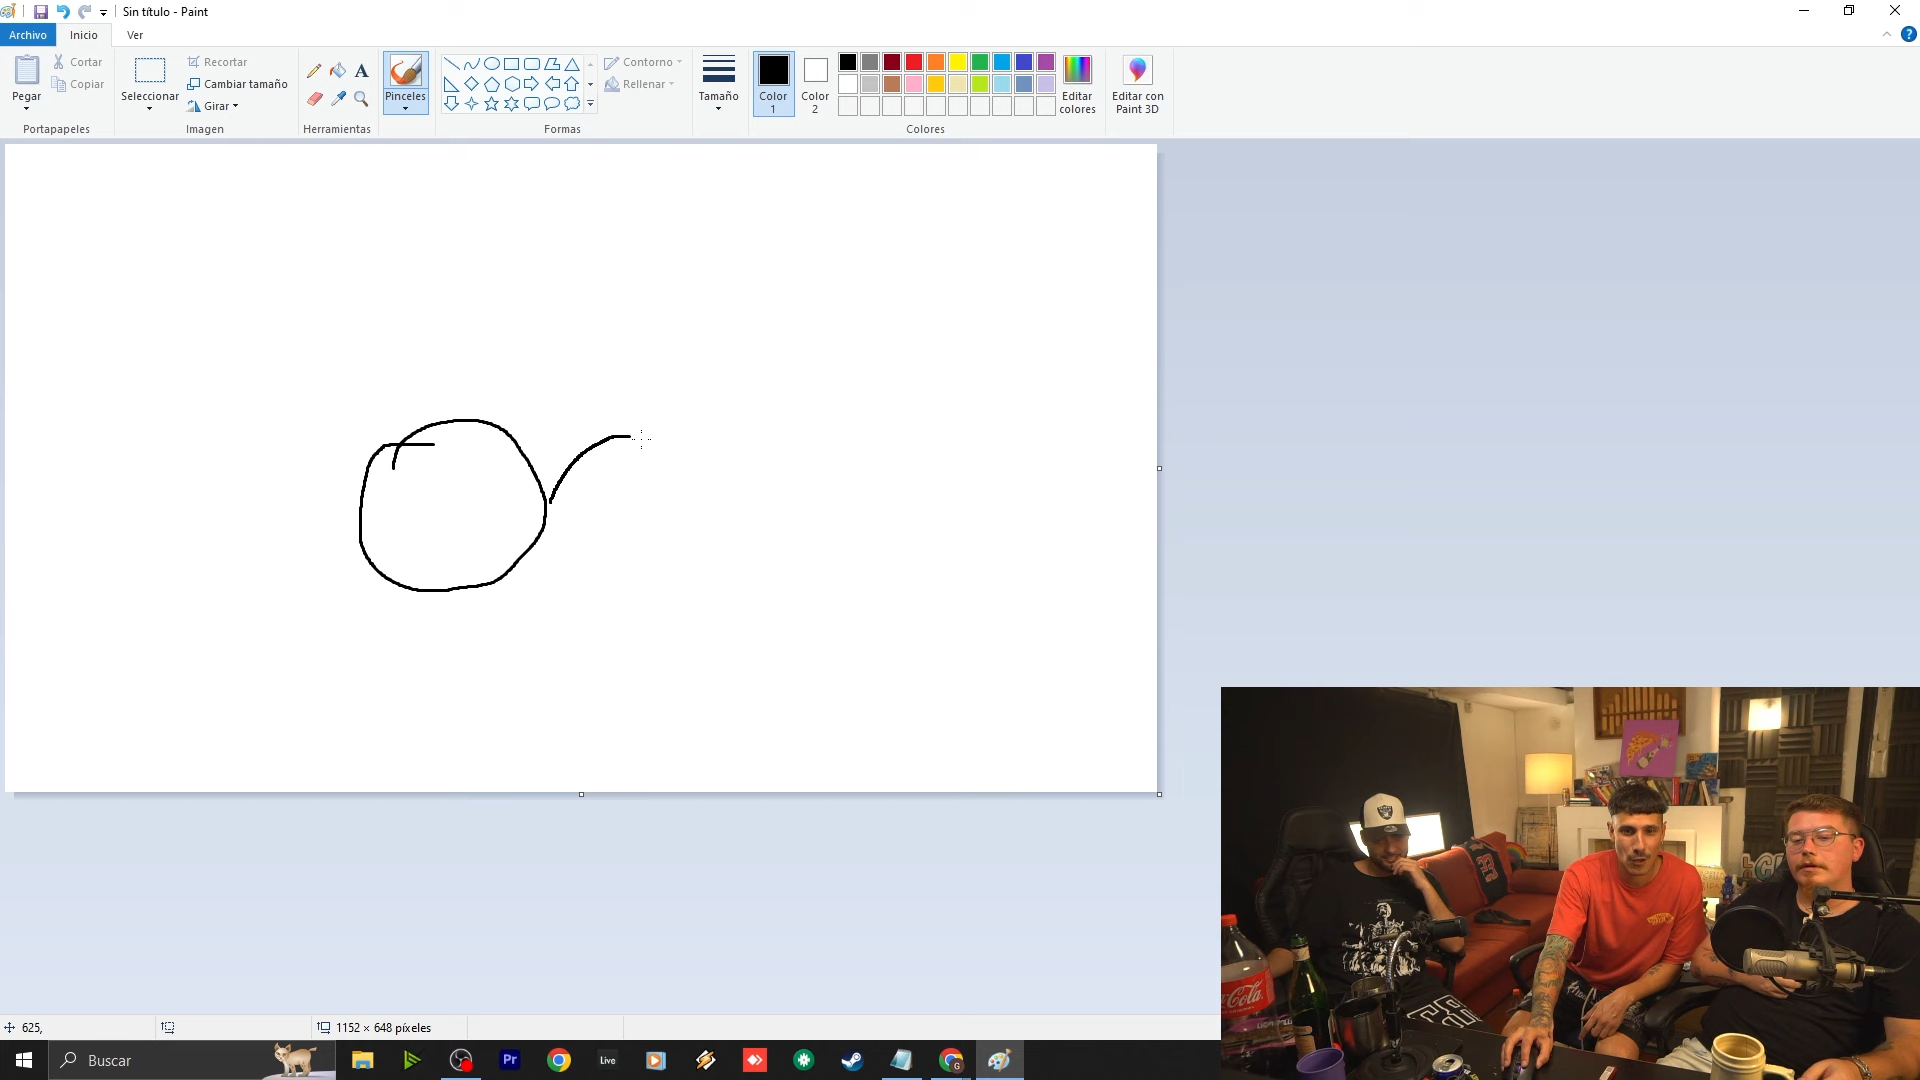 Sin título - Paint
Archivo
Inicio
Ver
?
Pegar
Cortar
Copiar
Portapapeles
Seleccionar
Recortar
Cambiar tamaño
Girar
Imagen
A
Herramientas
Pinceles
Contorno
Rellenar
Formas
Tamaño
Color
1
Color
2
Editar
colores
Colores
Editar con
Paint 3D
625,
1152 × 648 píxeles
Buscar
Pr
Live
G